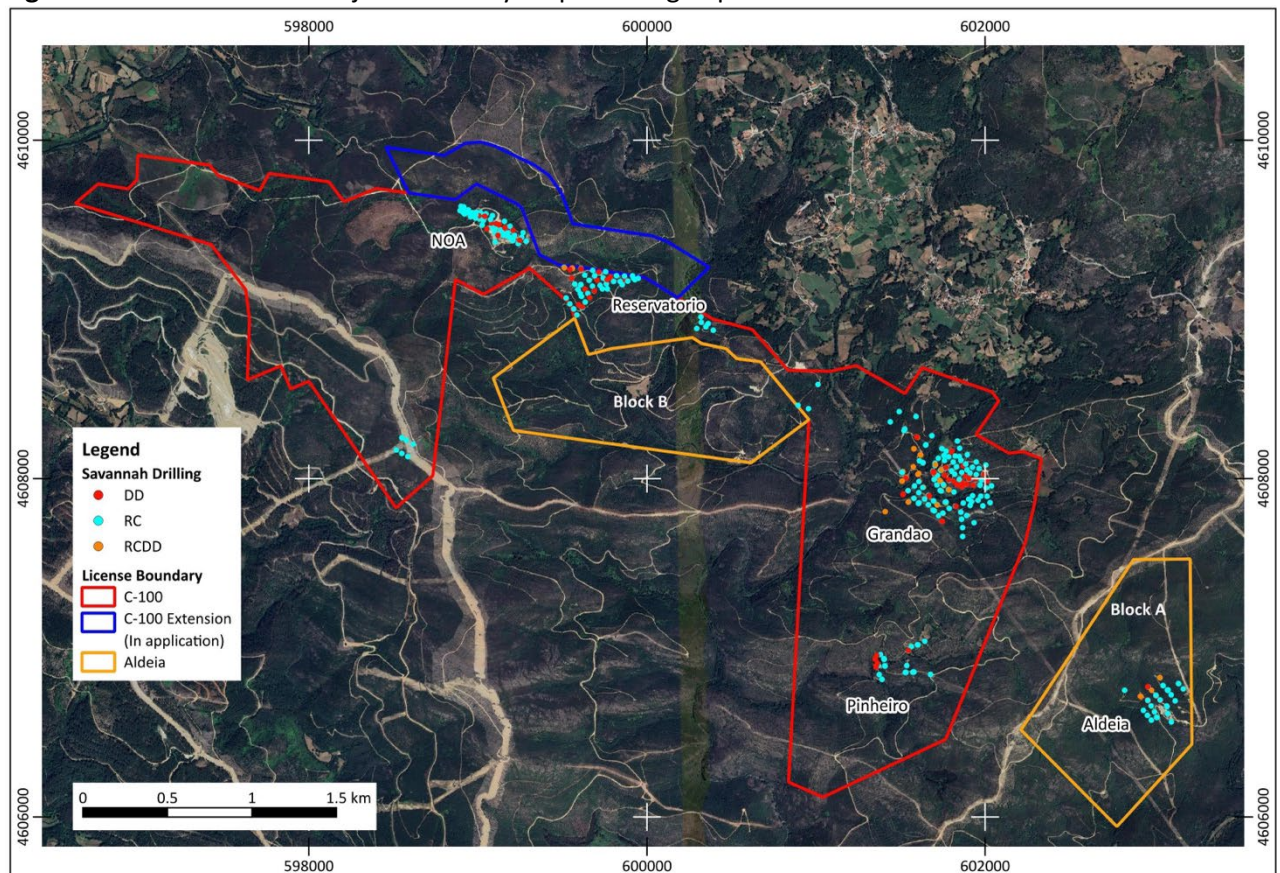 598000 600000 602000
4610000 4610000
NOA
Reservatorio
Block B
4608000 4608000
Grandao
Block A
Pinheiro
Aldeia
Legend
Savannah Drilling
DD
RC
RCDD
License Boundary
C-100
C-100 Extension
(In application)
Aldeia
0 0.5 1 1.5 km
4606000 4606000
598000 600000 602000